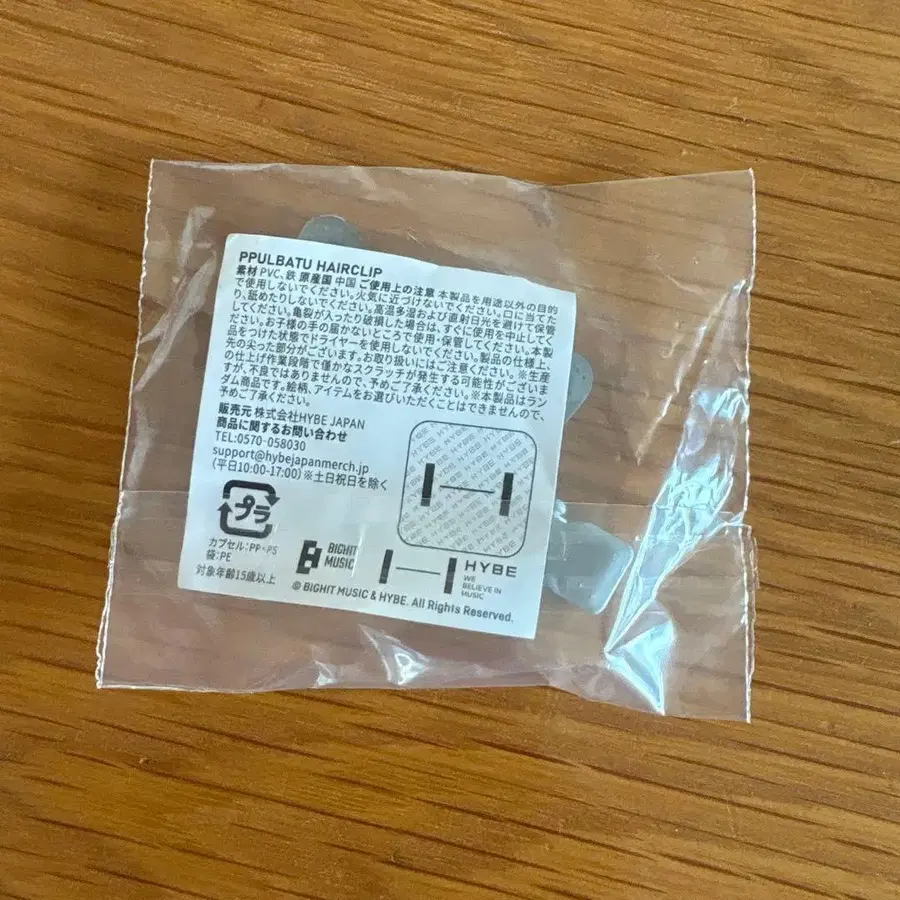 PPULBATU HAIRCLIP
素材 PVC、鉄 原産国 中国 ご使用上の注意 本製品を用途以外の目的
で使用しないでください。火気に近づけないでください。口に当てた
り、舐めたりしないでください。高温多湿および直射日光を避けて保管
してください。亀裂が入ったり破損した場合は、すぐに使用を中止してく
ださい。お子様の手の届かないところで使用・保管してください。本製
品をつけた状態でドライヤーを使用しないでください。製品の仕様上、
先の尖った部分がございます。お取り扱いにはご注意ください。※生産
の仕上げ作業段階で僅かなスクラッチが発生する可能性がございま
すが、不良ではありませんので、予めご了承ください。※本製品はラン
ダム商品です。絵柄、アイテムをお選びいただくことはできませんので、
予めご了承ください。
販売元 株式会社HYBE JAPAN
商品に関するお問い合わせ
TEL:0570-058030
support@hybejapanmerch.jp
(平日10:00-17:00)※土日祝日を除く
プラ
カプセル:PP・PS
袋:PE
対象年齢15歳以上
BIGHIT
MUSIC
HYBE
WE
BELIEVE IN
MUSIC
© BIGHIT MUSIC & HYBE. All Rights Reserved.